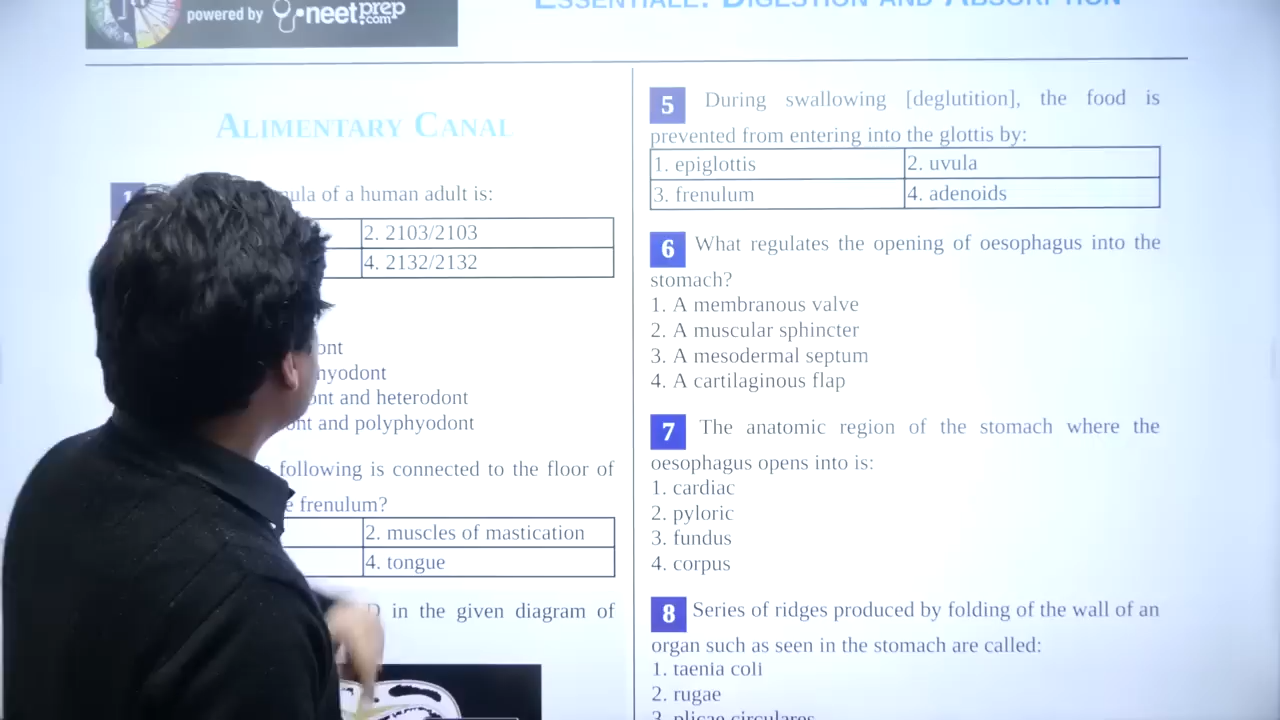 powered by neetprep
.com
ESSENTIALE: DIGESTION AND ABSORPTION
ALIMENTARY CANAL
of a human adult is:
2. 2103/2103
4. 2132/2132
and heterodont
and polyphyodont
following is connected to the floor of
frenulum?
2. muscles of mastication
4. tongue
D in the given diagram of
5 During swallowing [deglutition], the food is
prevented from entering into the glottis by:
1. epiglottis 2. uvula
3. frenulum 4. adenoids
6 What regulates the opening of oesophagus into the
stomach?
1. A membranous valve
2. A muscular sphincter
3. A mesodermal septum
4. A cartilaginous flap
7 The anatomic region of the stomach where the
oesophagus opens into is:
1. cardiac
2. pyloric
3. fundus
4. corpus
8 Series of ridges produced by folding of the wall of an
organ such as seen in the stomach are called:
1. taenia coli
2. rugae
3. plicae circulares